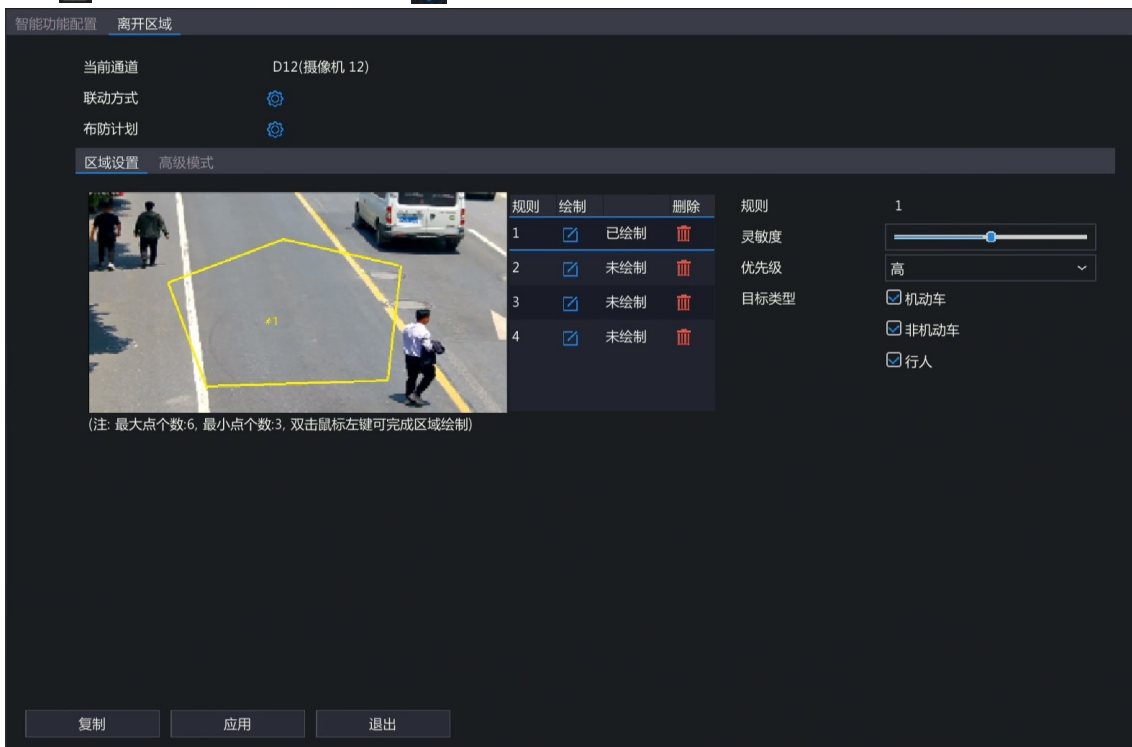 智能功能配置 离开区域
当前通道 D12(摄像机 12)
联动方式
布防计划
区域设置 高级模式
规则 绘制 删除
1 已绘制
2 未绘制
3 未绘制
4 未绘制
#1
(注: 最大点个数:6, 最小点个数:3, 双击鼠标左键可完成区域绘制)
规则 1
灵敏度
优先级 高
目标类型 机动车
非机动车
行人
复制 应用 退出